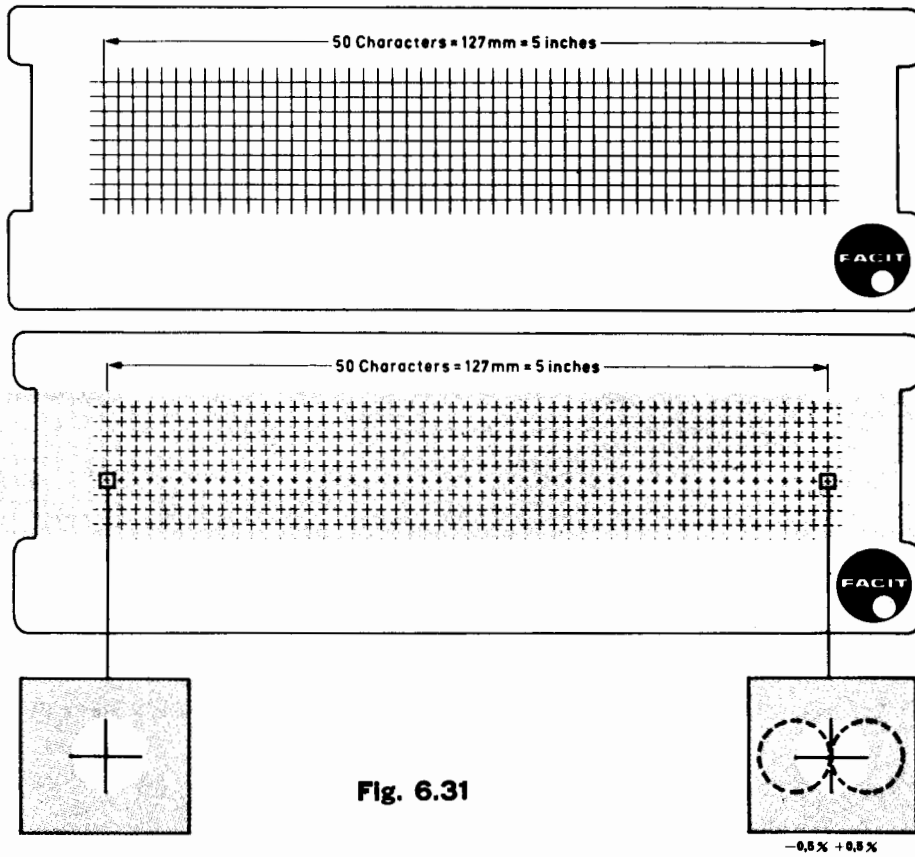 50 Characters = 127mm = 5 inches
FACIT
50 Characters = 127mm = 5 inches
FACIT
Fig. 6.31
−0,5% +0,5%